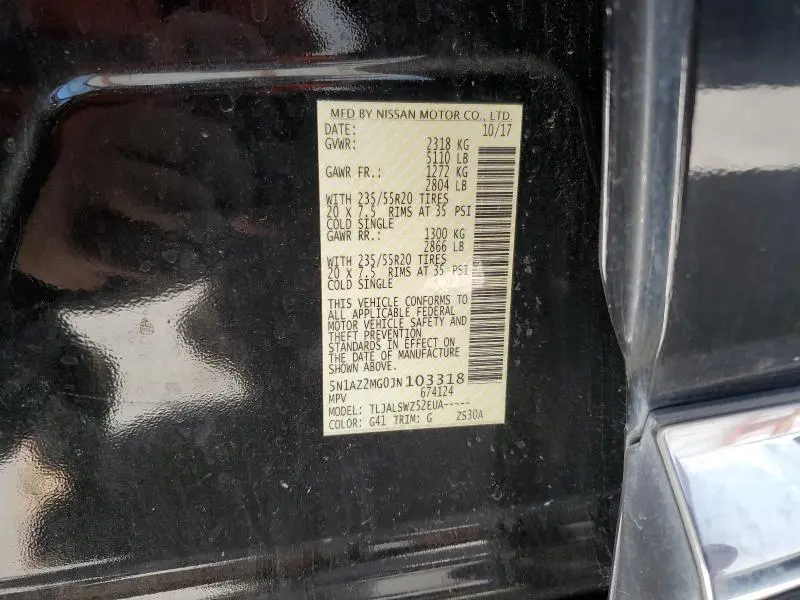 MFD BY NISSAN MOTOR CO., LTD.
DATE: 10/17
GVWR: 2318 KG
5110 LB
GAWR FR.: 1272 KG
2804 LB
WITH 235/55R20 TIRES
20 X 7.5 RIMS AT 35 PSI
COLD SINGLE
GAWR RR.: 1300 KG
2866 LB
WITH 235/55R20 TIRES
20 X 7.5 RIMS AT 35 PSI
COLD SINGLE
THIS VEHICLE CONFORMS TO
ALL APPLICABLE FEDERAL
MOTOR VEHICLE SAFETY AND
THEFT PREVENTION
STANDARDS IN EFFECT ON
THE DATE OF MANUFACTURE
SHOWN ABOVE.
5N1AZ2MG0JN103318
MPV 674124
MODEL: TLJALSWZ52EUA-----
COLOR: G41 TRIM: G ZS30A